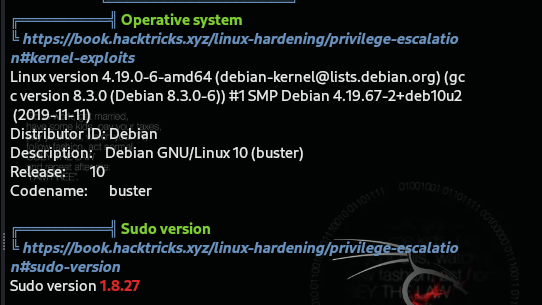 Operative system
https://book.hacktricks.xyz/linux-hardening/privilege-escalatio
n#kernel-exploits
Linux version 4.19.0-6-amd64 (debian-kernel@lists.debian.org) (gc
c version 8.3.0 (Debian 8.3.0-6)) #1 SMP Debian 4.19.67-2+deb10u2
(2019-11-11)
Distributor ID: Debian
Description: Debian GNU/Linux 10 (buster)
Release: 10
Codename: buster
Sudo version
https://book.hacktricks.xyz/linux-hardening/privilege-escalatio
n#sudo-version
Sudo version 1.8.27